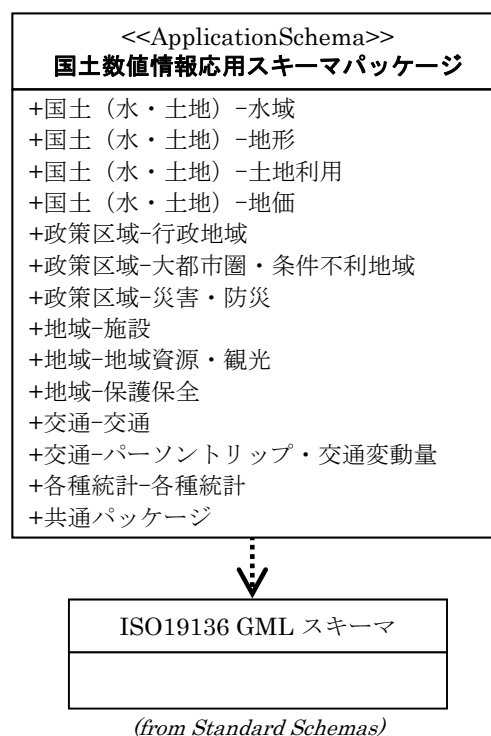 <<ApplicationSchema>>
国土数値情報応用スキーマパッケージ
+国土（水・土地）-水域
+国土（水・土地）-地形
+国土（水・土地）-土地利用
+国土（水・土地）-地価
+政策区域-行政地域
+政策区域-大都市圏・条件不利地域
+政策区域-災害・防災
+地域-施設
+地域-地域資源・観光
+地域-保護保全
+交通-交通
+交通-パーソントリップ・交通変動量
+各種統計-各種統計
+共通パッケージ
ISO19136 GML スキーマ
(from Standard Schemas)